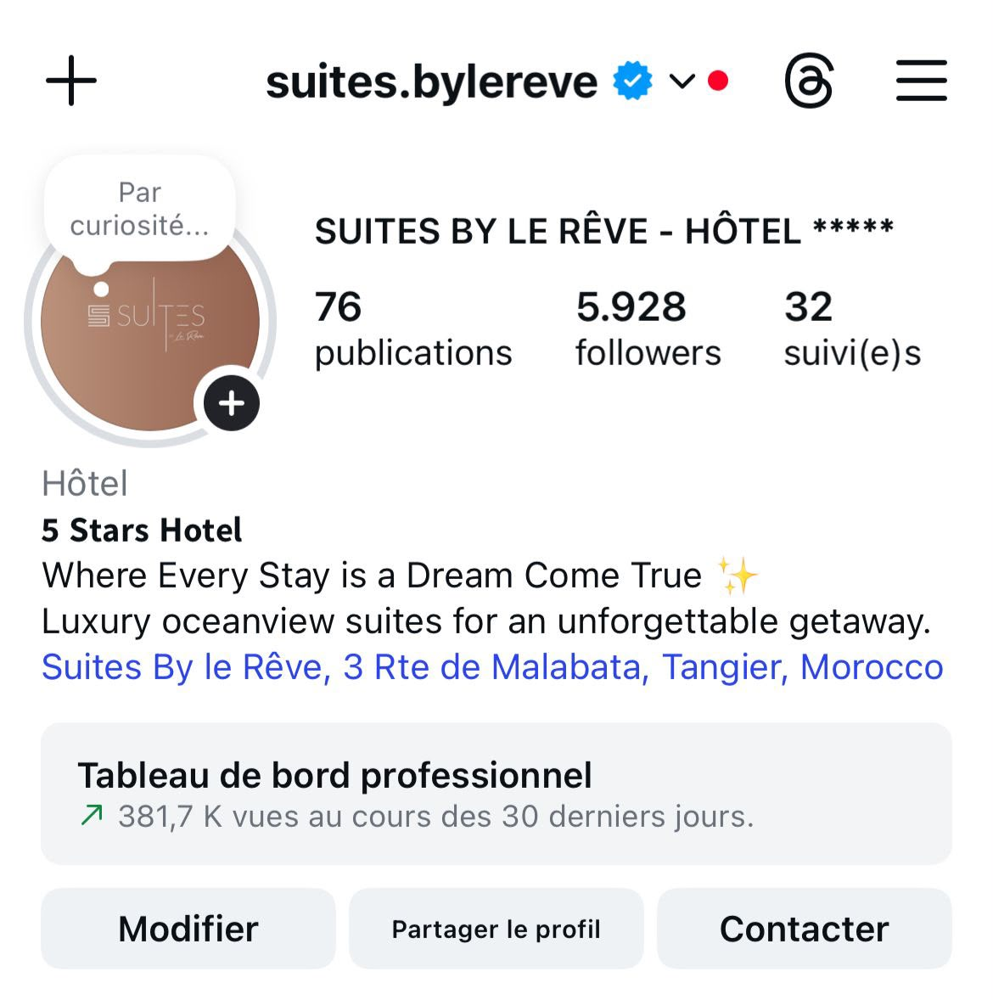 suites.bylereve
Par
curiosité...
SUITES BY LE RÊVE - HÔTEL *****
76 5.928 32
publications followers suivi(e)s
SUITES
BY Le Rêve
Hôtel
5 Stars Hotel
Where Every Stay is a Dream Come True ✨
Luxury oceanview suites for an unforgettable getaway.
Suites By le Rêve, 3 Rte de Malabata, Tangier, Morocco
Tableau de bord professionnel
381,7 K vues au cours des 30 derniers jours.
Modifier Partager le profil Contacter